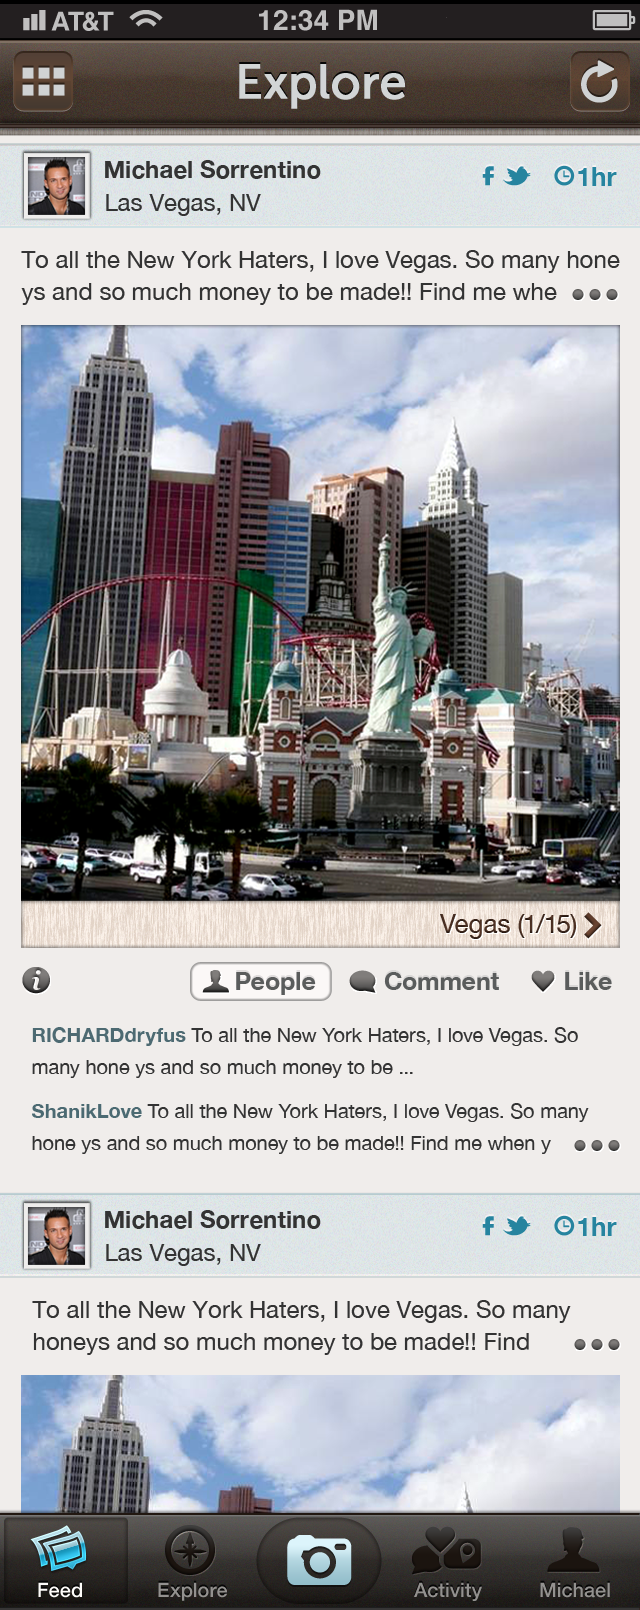 AT&T 12:34 PM
Explore
Michael Sorrentino
Las Vegas, NV
f 1hr
To all the New York Haters, I love Vegas. So many hone
ys and so much money to be made!! Find me whe
Vegas (1/15)
i People Comment Like
RICHARDdryfus To all the New York Haters, I love Vegas. So
many hone ys and so much money to be ...
ShanikLove To all the New York Haters, I love Vegas. So many
hone ys and so much money to be made!! Find me when y
Michael Sorrentino
Las Vegas, NV
f 1hr
To all the New York Haters, I love Vegas. So many
honeys and so much money to be made!! Find
Feed Explore Activity Michael